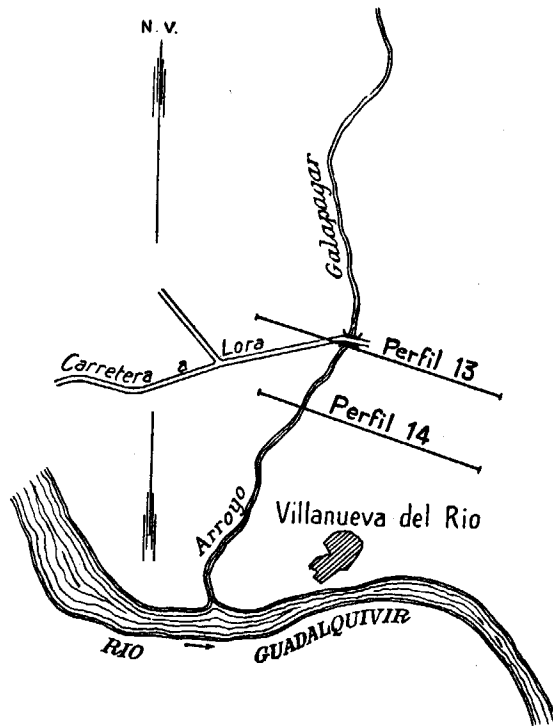 N. V.
Galapagar
Carretera a Lora
Perfil 13
Perfil 14
Arroyo
Villanueva del Rio
RIO GUADALQUIVIR